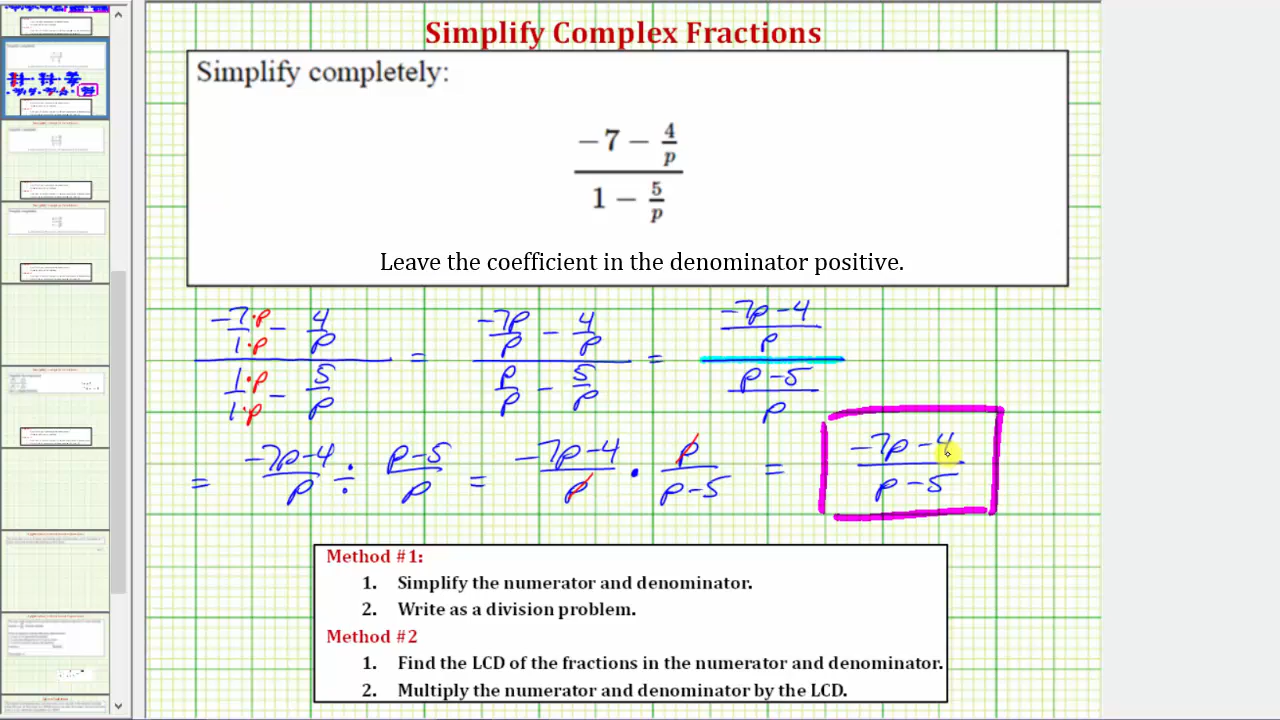 Simplify Complex Fractions
Simplify completely:
−7 − 4/p
1 − 5/p
Leave the coefficient in the denominator positive.
−7·p/1·p − 4/p = −7p/p − 4/p = −7p−4/p
1·p/1·p − 5/p   p/p − 5/p   p−5/p
= −7p−4/p ÷ p−5/p = −7p−4/p · p/p−5 = −7p−4/p−5
Method #1:
1. Simplify the numerator and denominator.
2. Write as a division problem.
Method #2
1. Find the LCD of the fractions in the numerator and denominator.
2. Multiply the numerator and denominator by the LCD.